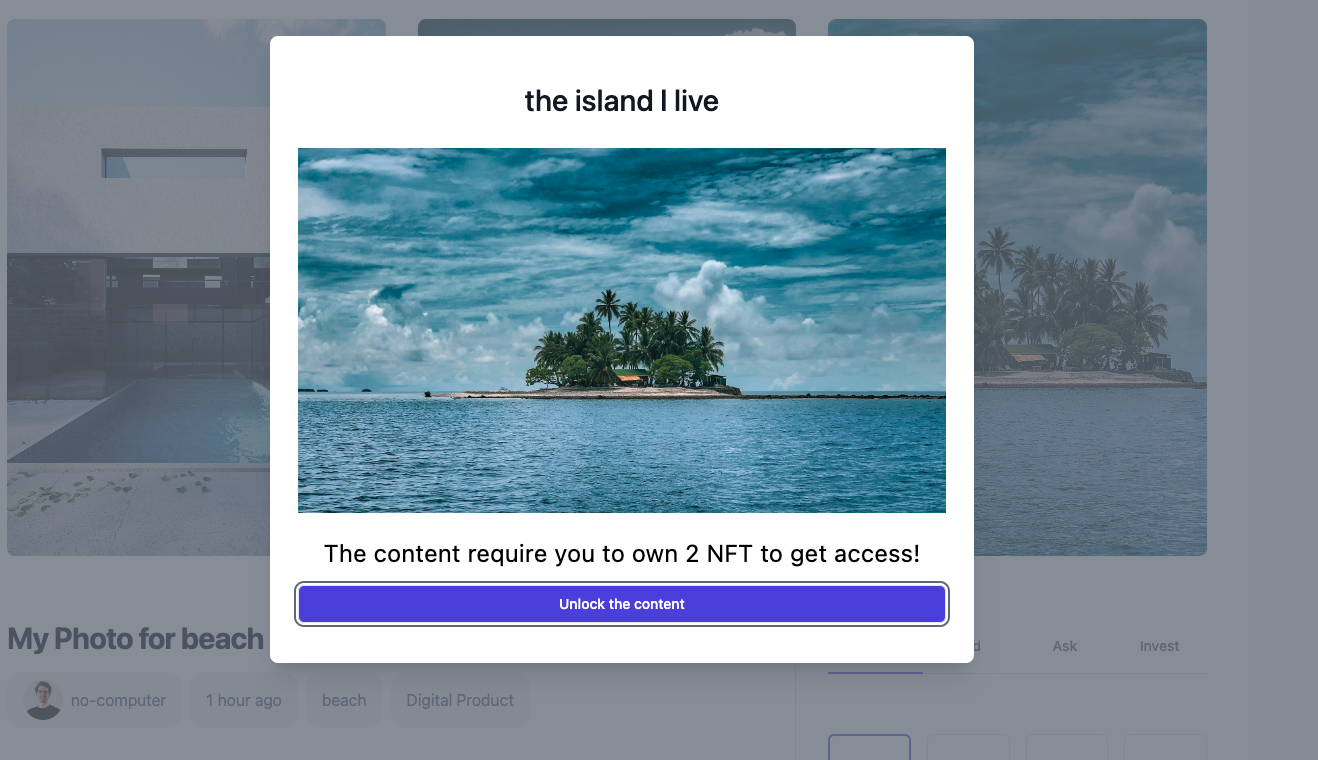 the island I live
The content require you to own 2 NFT to get access!
Unlock the content
My Photo for beach
Ask
Invest
no-computer
1 hour ago
beach
Digital Product